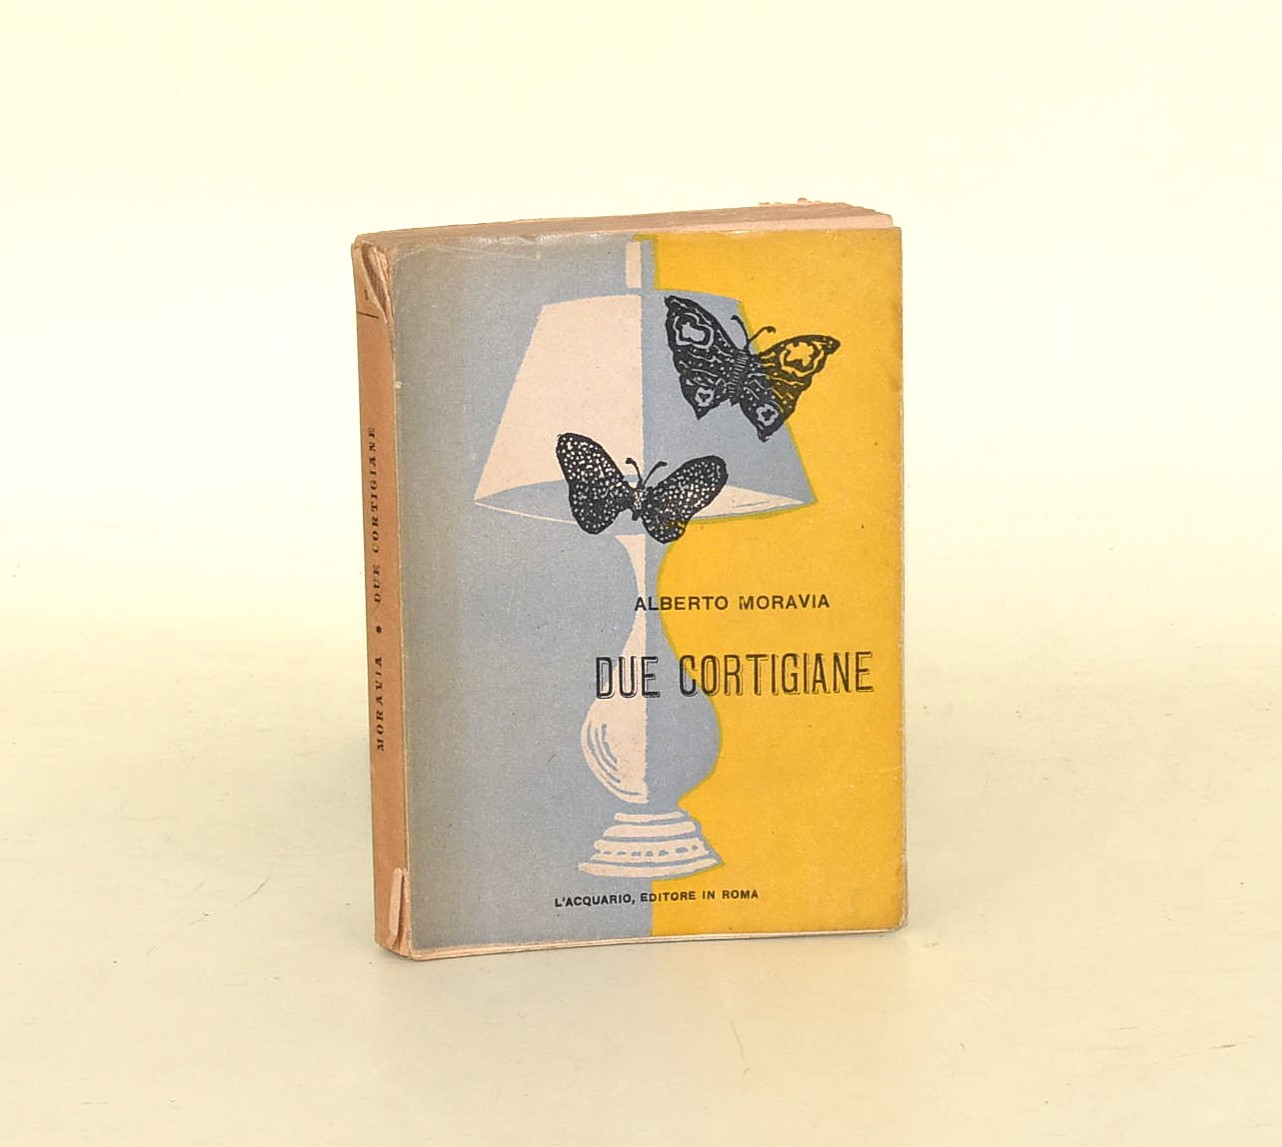 MORAVIA • DUE CORTIGIANE
ALBERTO MORAVIA
DUE CORTIGIANE
L'ACQUARIO, EDITORE IN ROMA